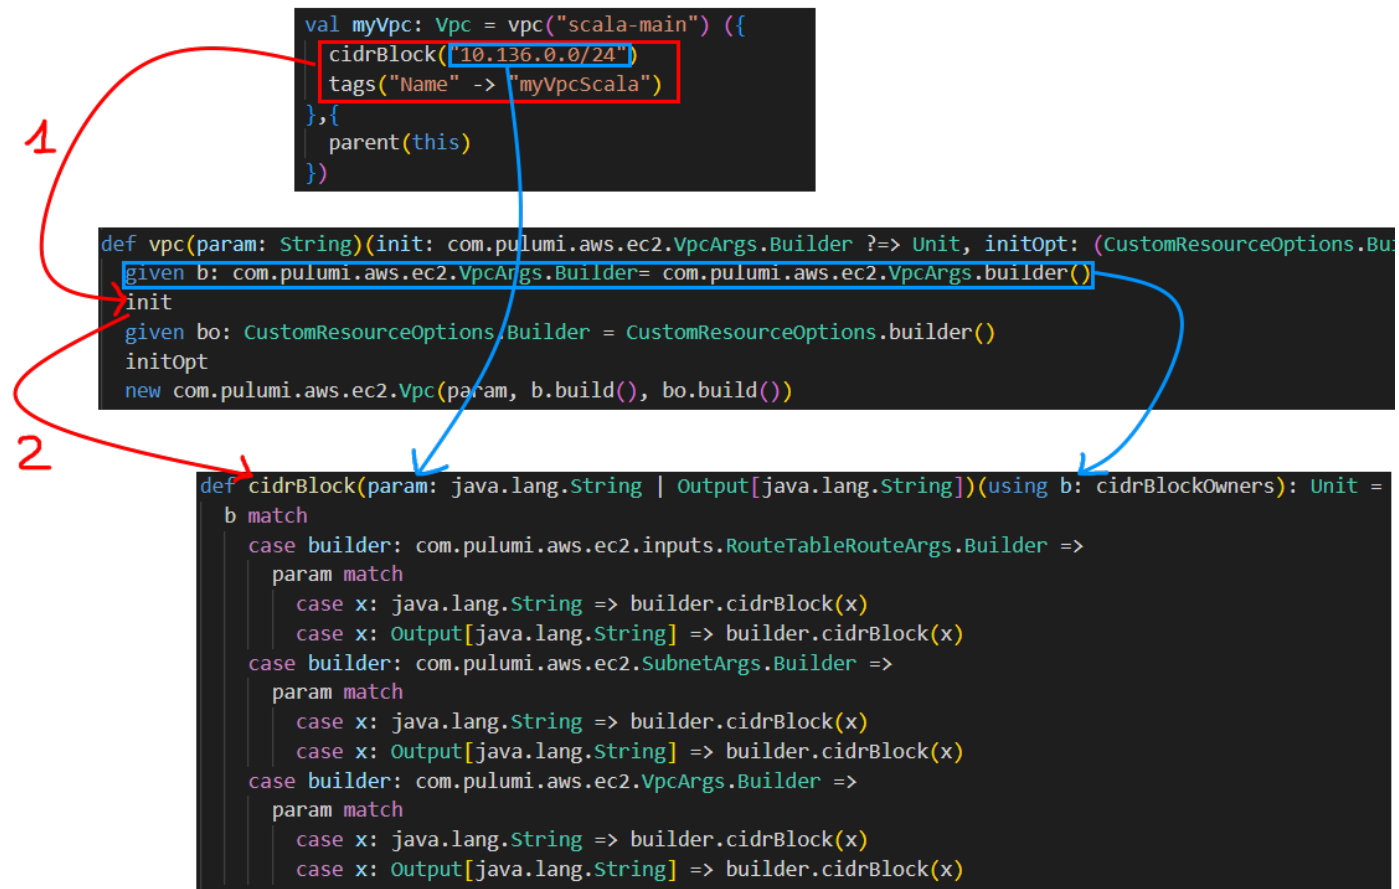 val myVpc: Vpc = vpc("scala-main") ({
cidrBlock("10.136.0.0/24")
tags("Name" -> "myVpcScala")
},{
parent(this)
})
1
def vpc(param: String)(init: com.pulumi.aws.ec2.VpcArgs.Builder ?=> Unit, initOpt: (CustomResourceOptions.Bui
given b: com.pulumi.aws.ec2.VpcArgs.Builder= com.pulumi.aws.ec2.VpcArgs.builder()
init
given bo: CustomResourceOptions.Builder = CustomResourceOptions.builder()
initOpt
new com.pulumi.aws.ec2.Vpc(param, b.build(), bo.build())
2
def cidrBlock(param: java.lang.String | Output[java.lang.String])(using b: cidrBlockOwners): Unit =
b match
case builder: com.pulumi.aws.ec2.inputs.RouteTableRouteArgs.Builder =>
param match
case x: java.lang.String => builder.cidrBlock(x)
case x: Output[java.lang.String] => builder.cidrBlock(x)
case builder: com.pulumi.aws.ec2.SubnetArgs.Builder =>
param match
case x: java.lang.String => builder.cidrBlock(x)
case x: Output[java.lang.String] => builder.cidrBlock(x)
case builder: com.pulumi.aws.ec2.VpcArgs.Builder =>
param match
case x: java.lang.String => builder.cidrBlock(x)
case x: Output[java.lang.String] => builder.cidrBlock(x)